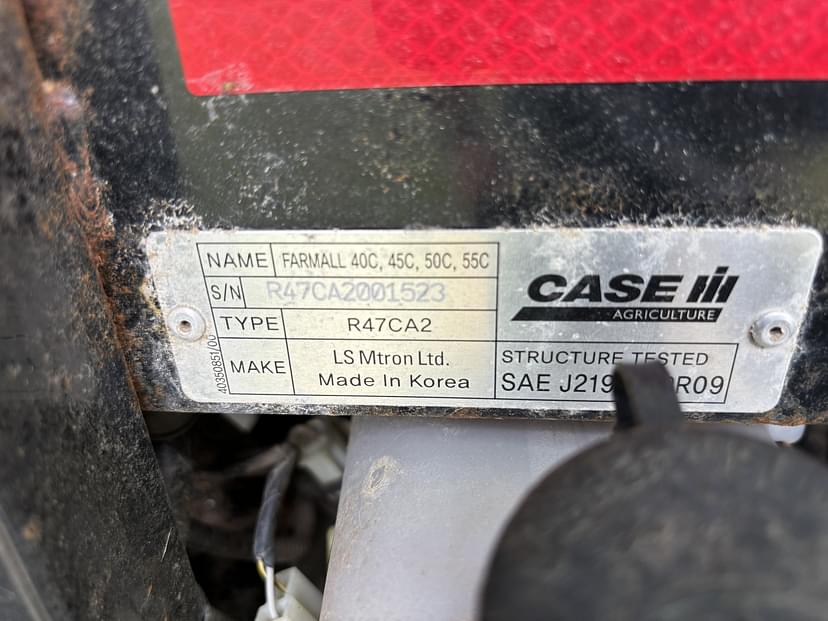 NAME FARMALL 40C, 45C, 50C, 55C
S/N R47CA2001523
TYPE R47CA2
MAKE LS Mtron Ltd.
Made In Korea
CASE IH
AGRICULTURE
STRUCTURE TESTED
SAE J219 R09